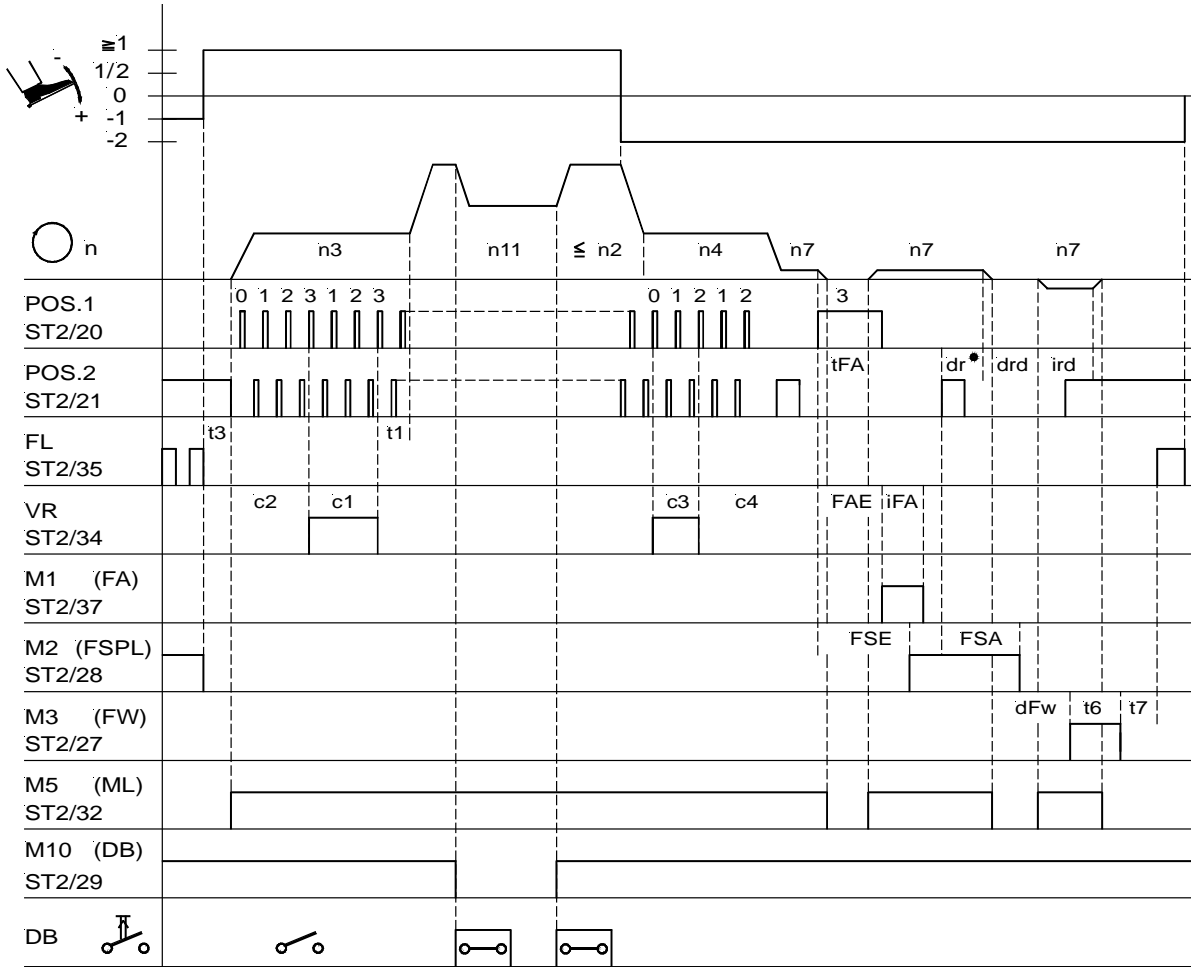 ≧1
-
1/2
0
+ -1
-2
n
n3 n11 ≦ n2 n4 n7 n7 n7
POS.1 0 1 2 3 1 2 3 0 1 2 1 2 3
ST2/20
POS.2 tFA dr* drd ird
ST2/21
FL t3 t1
ST2/35
VR c2 c1 c3 c4 FAE iFA
ST2/34
M1 (FA)
ST2/37
M2 (FSPL) FSE FSA
ST2/28
M3 (FW) dFw t6 t7
ST2/27
M5 (ML)
ST2/32
M10 (DB)
ST2/29
DB